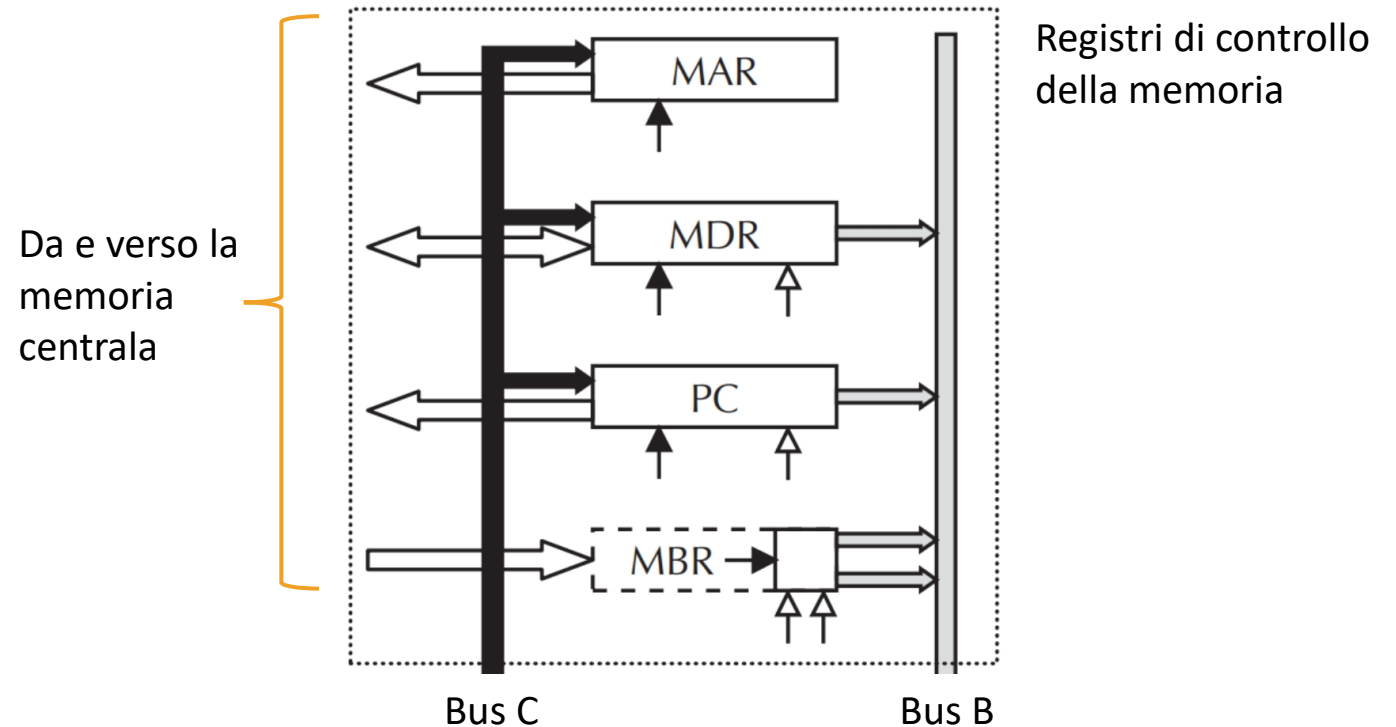 Registri di controllo
della memoria
MAR
MDR
Da e verso la
memoria
centrala
PC
MBR
Bus C
Bus B